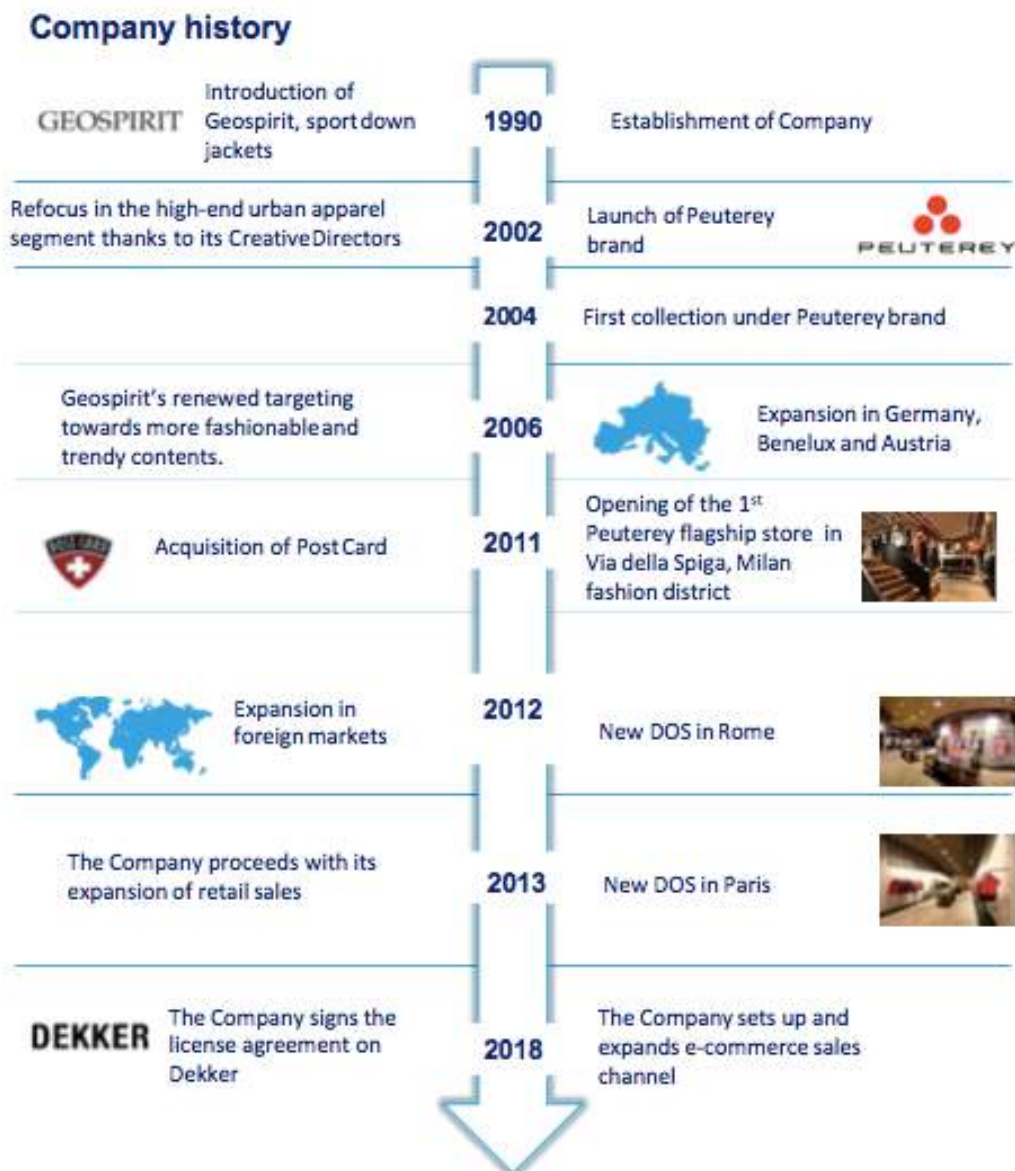 Company history
GEOSPIRIT
Introduction of
Geospirit, sport down
jackets
1990
Establishment of Company
Refocus in the high-end urban apparel
segment thanks to its Creative Directors
2002
Launch of Peuterey
brand
PEUTEREY
2004
First collection under Peuterey brand
Geospirit's renewed targeting
towards more fashionable and
trendy contents.
2006
Expansion in Germany,
Benelux and Austria
POST CARD
Acquisition of Post Card
2011
Opening of the 1st
Peuterey flagship store in
Via della Spiga, Milan
fashion district
Expansion in
foreign markets
2012
New DOS in Rome
The Company proceeds with its
expansion of retail sales
2013
New DOS in Paris
DEKKER
The Company signs the
license agreement on
Dekker
2018
The Company sets up and
expands e-commerce sales
channel